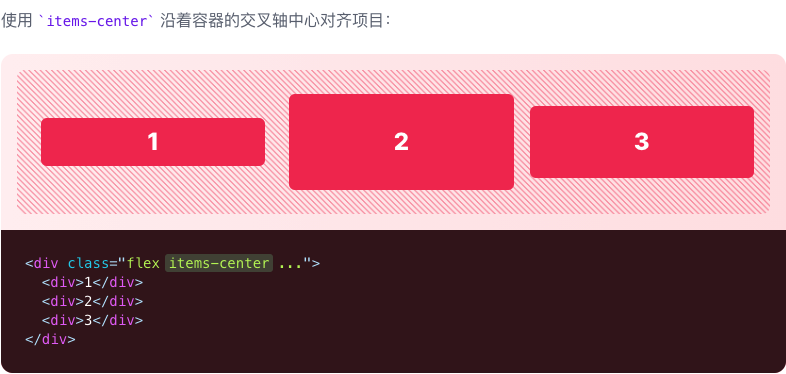 使用 `items-center` 沿着容器的交叉轴中心对齐项目：
1
2
3
<div class="flex items-center ...">
  <div>1</div>
  <div>2</div>
  <div>3</div>
</div>